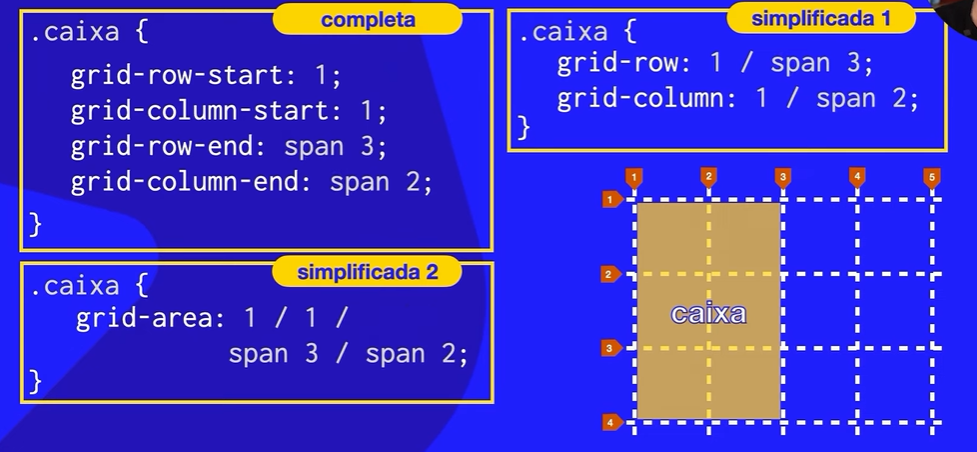 completa
.caixa {
grid-row-start: 1;
grid-column-start: 1;
grid-row-end: span 3;
grid-column-end: span 2;
}
simplificada 1
.caixa {
grid-row: 1 / span 3;
grid-column: 1 / span 2;
}
simplificada 2
.caixa {
grid-area: 1 / 1 /
span 3 / span 2;
}
1 2 3 4 5
1
2
caixa
3
4